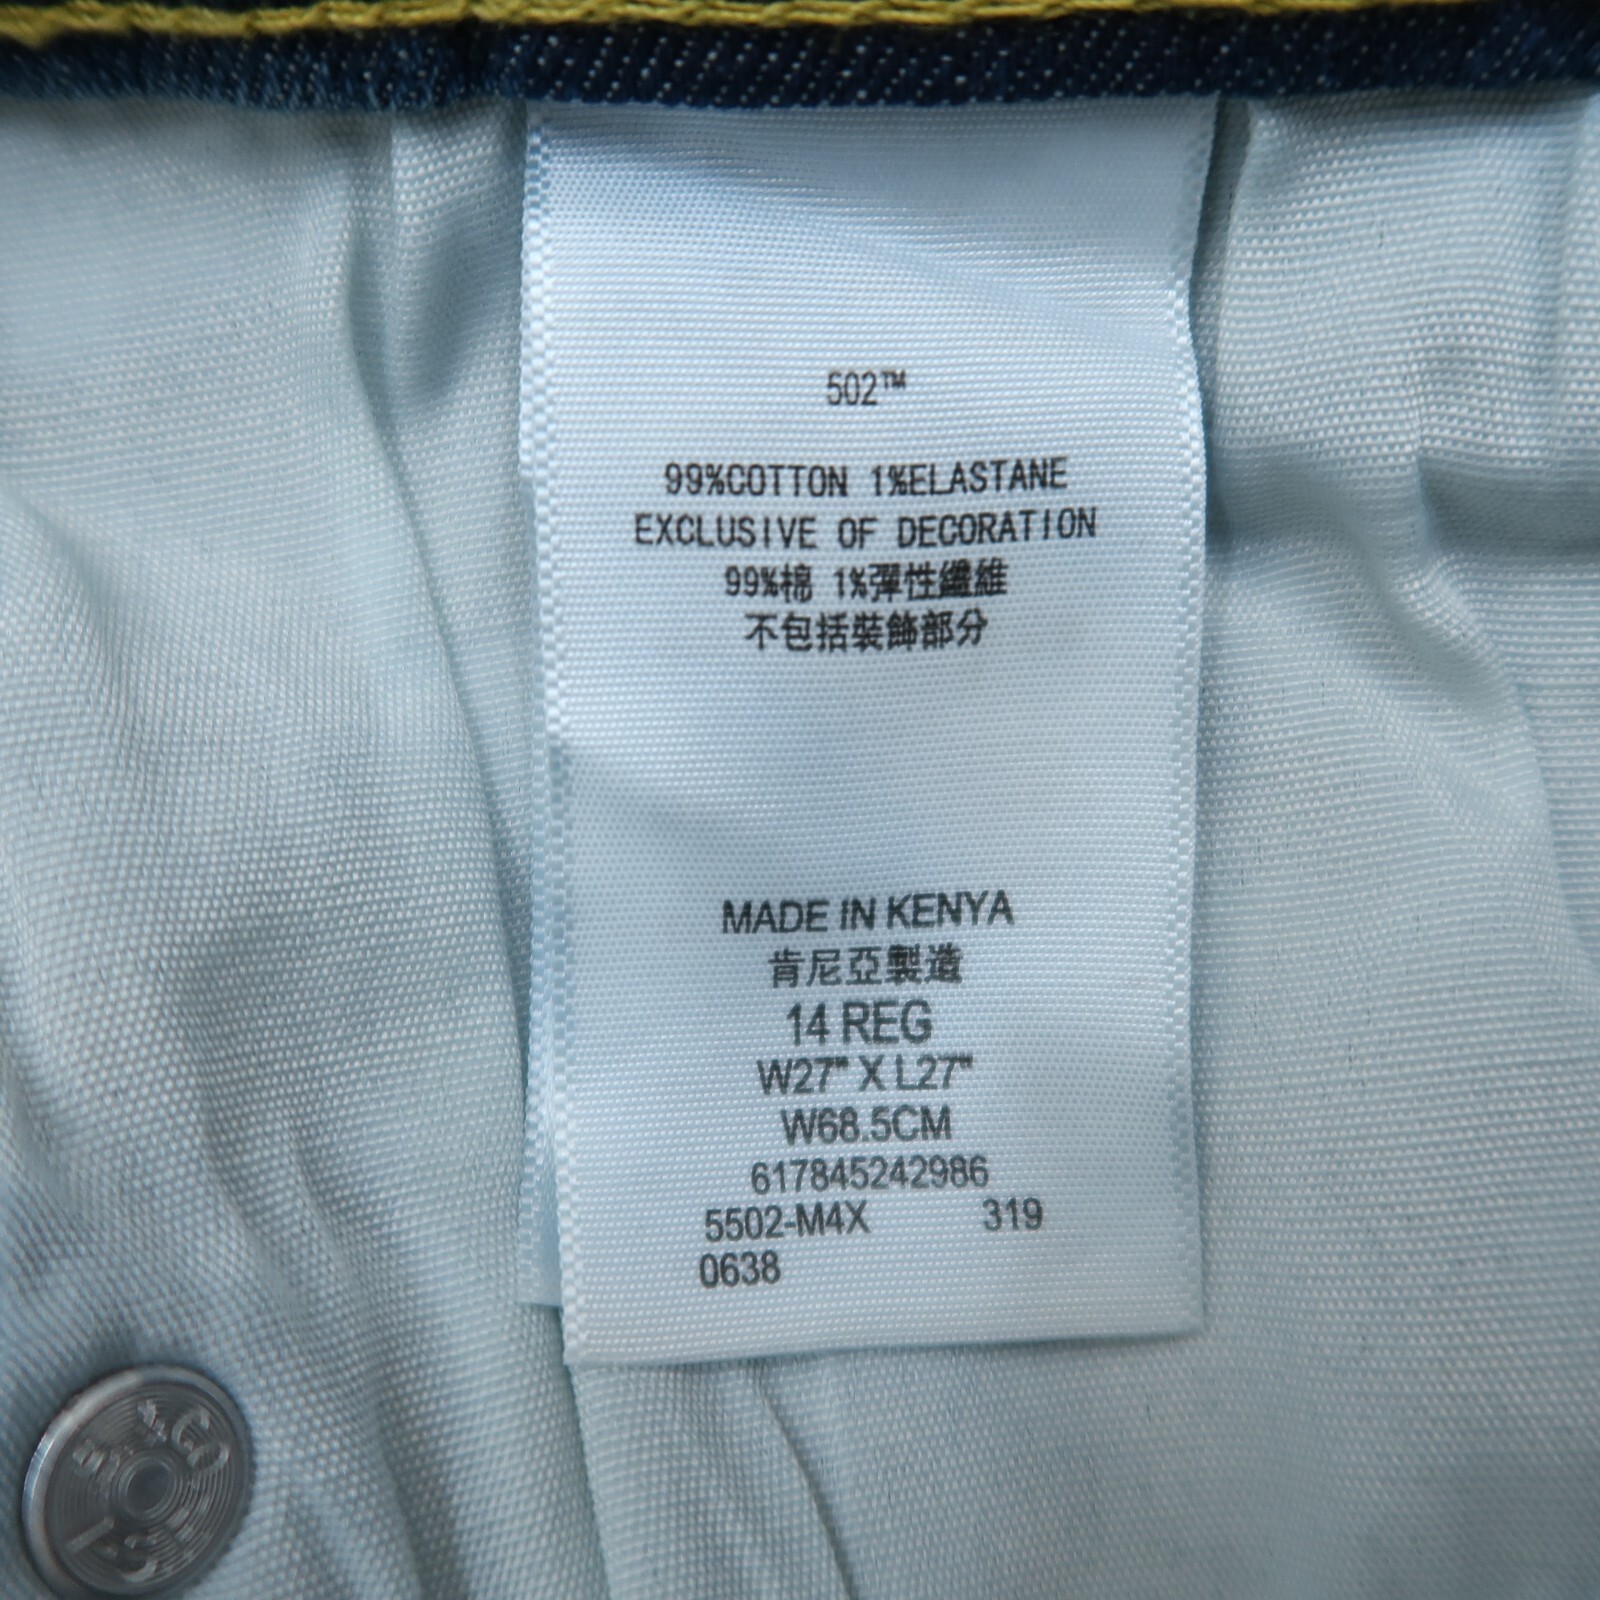 502™
99%COTTON 1%ELASTANE
EXCLUSIVE OF DECORATION
99%棉 1%彈性纖維
不包括裝飾部分
MADE IN KENYA
肯尼亞製造
14 REG
W27" X L27"
W68.5CM
617845242986
5502-M4X 319
0638